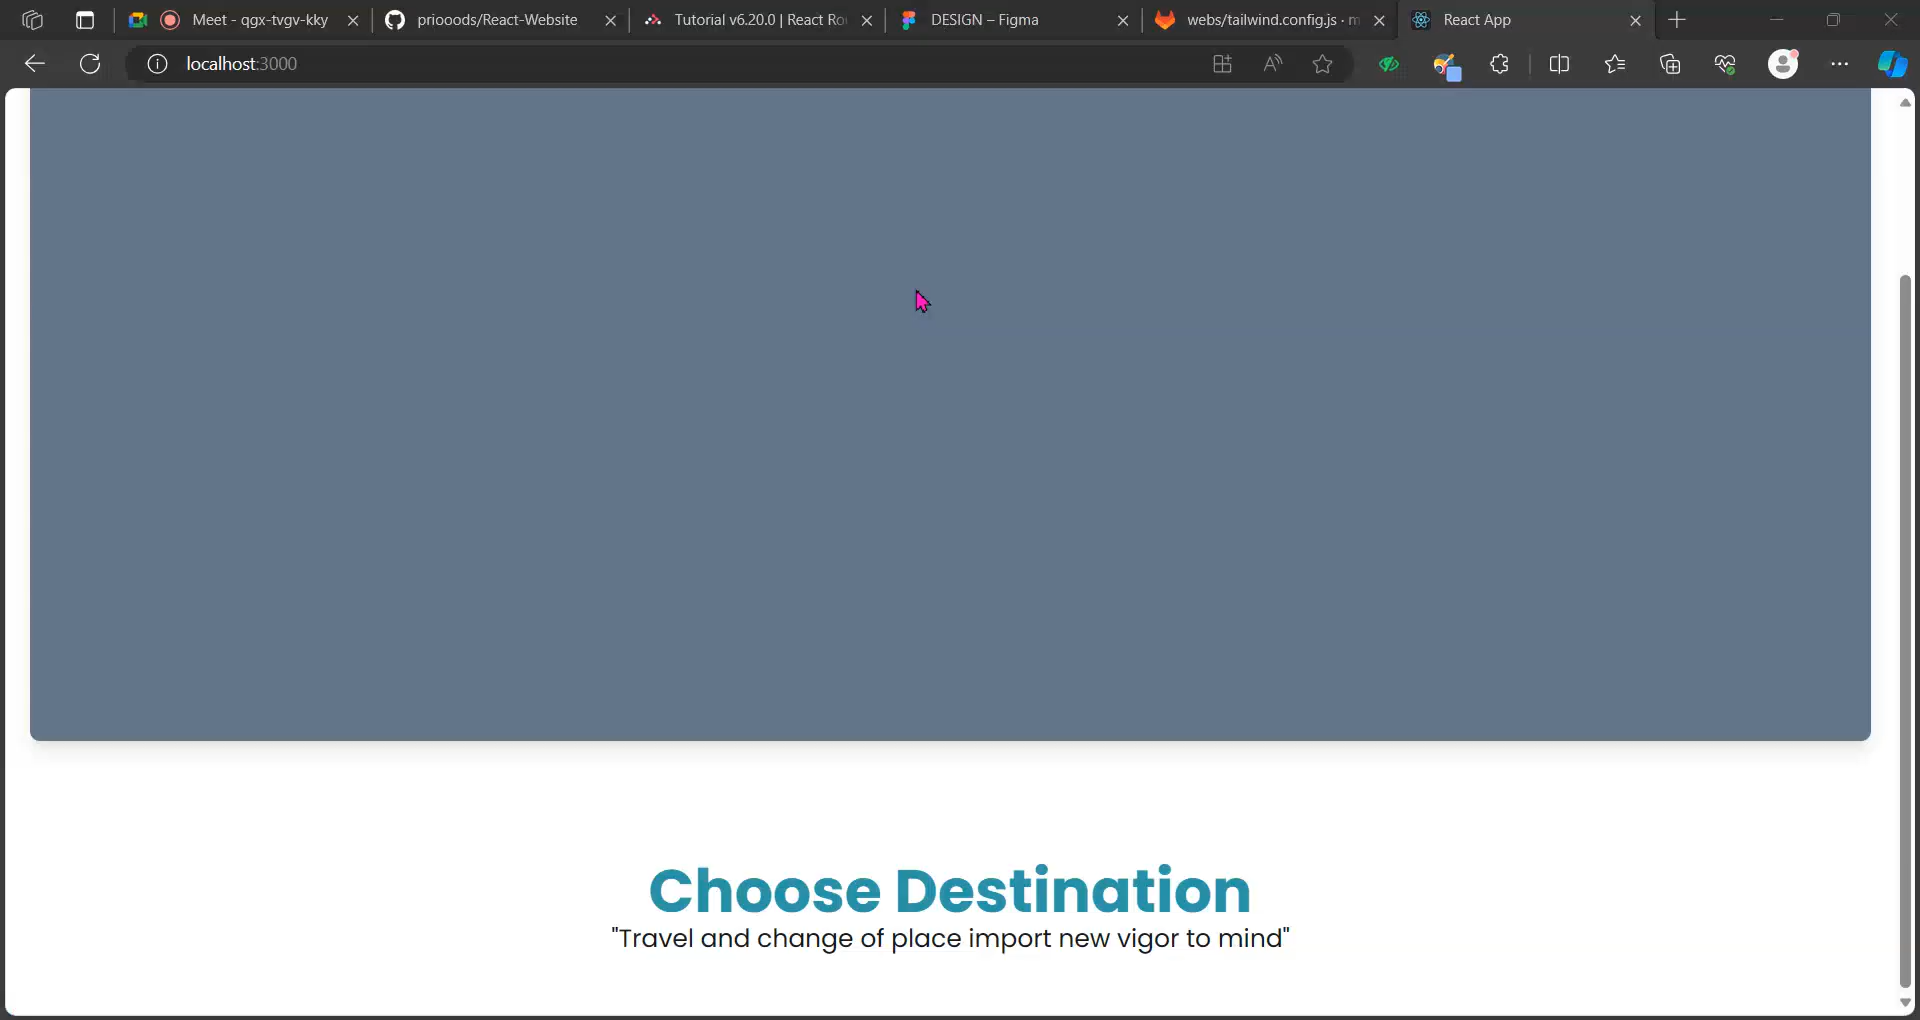 Meet - qgx-tvgv-kky
priooods/React-Website
Tutorial v6.20.0 | React Ro
DESIGN – Figma
webs/tailwind.config.js · m
React App
localhost:3000
Choose Destination
"Travel and change of place import new vigor to mind"